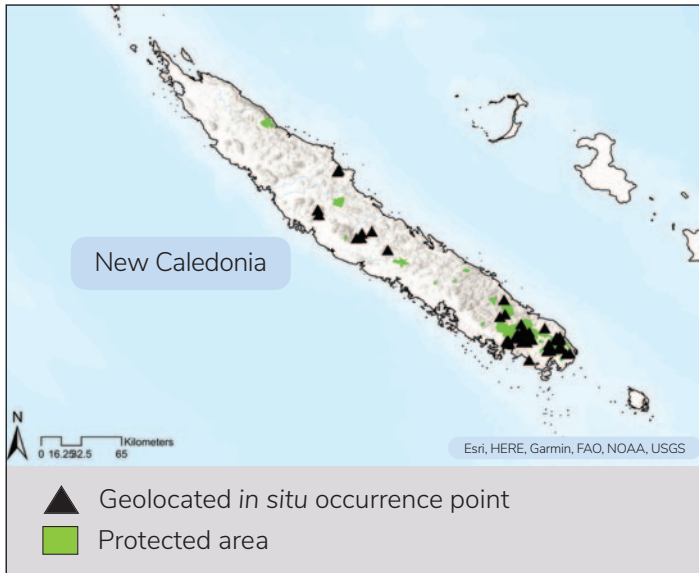 New Caledonia
N
Kilometers
0 16.2532.5 65
Esri, HERE, Garmin, FAO, NOAA, USGS
Geolocated in situ occurrence point
Protected area